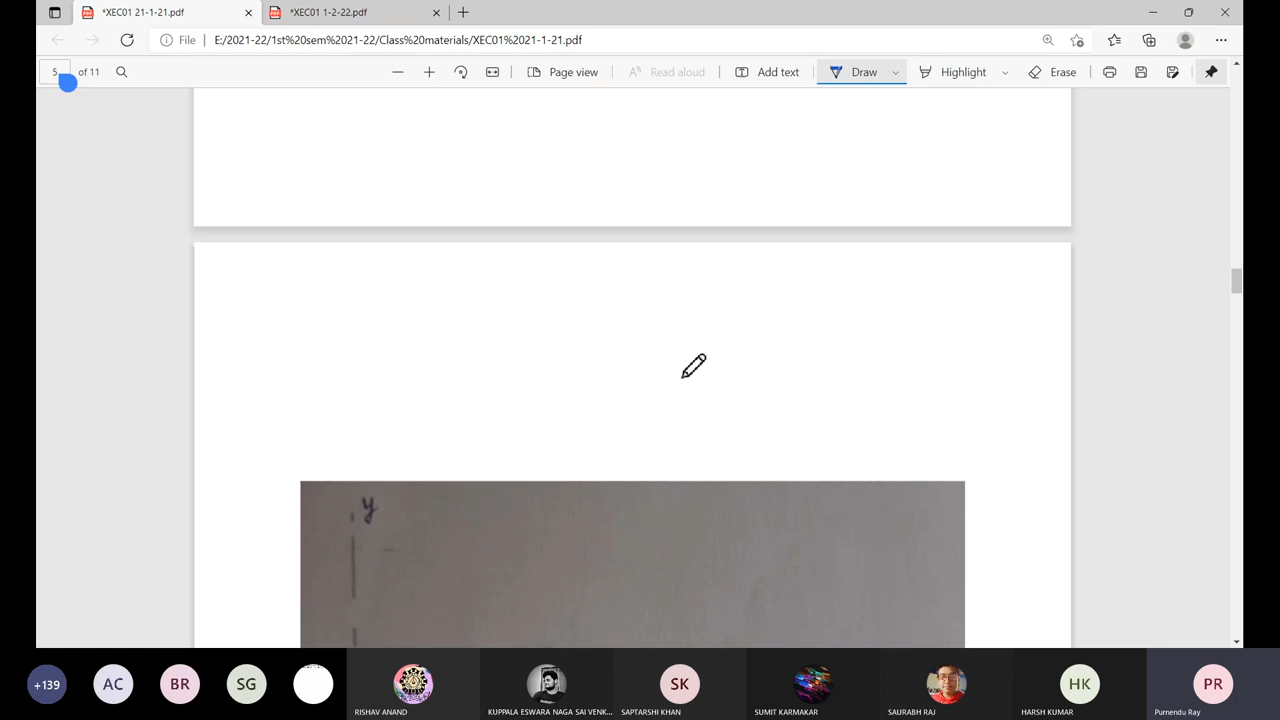 *XEC01 21-1-21.pdf
*XEC01 1-2-22.pdf
File
E:/2021-22/1st%20sem%2021-22/Class%20materials/XEC01%2021-1-21.pdf
5 of 11
Page view
Read aloud
Add text
Draw
Highlight
Erase
y
+139
AC
BR
SG
SK
HK
PR
RISHAV ANAND
KUPPALA ESWARA NAGA SAI VENK...
SAPTARSHI KHAN
SUMIT KARMAKAR
SAURABH RAJ
HARSH KUMAR
Purnendu Ray